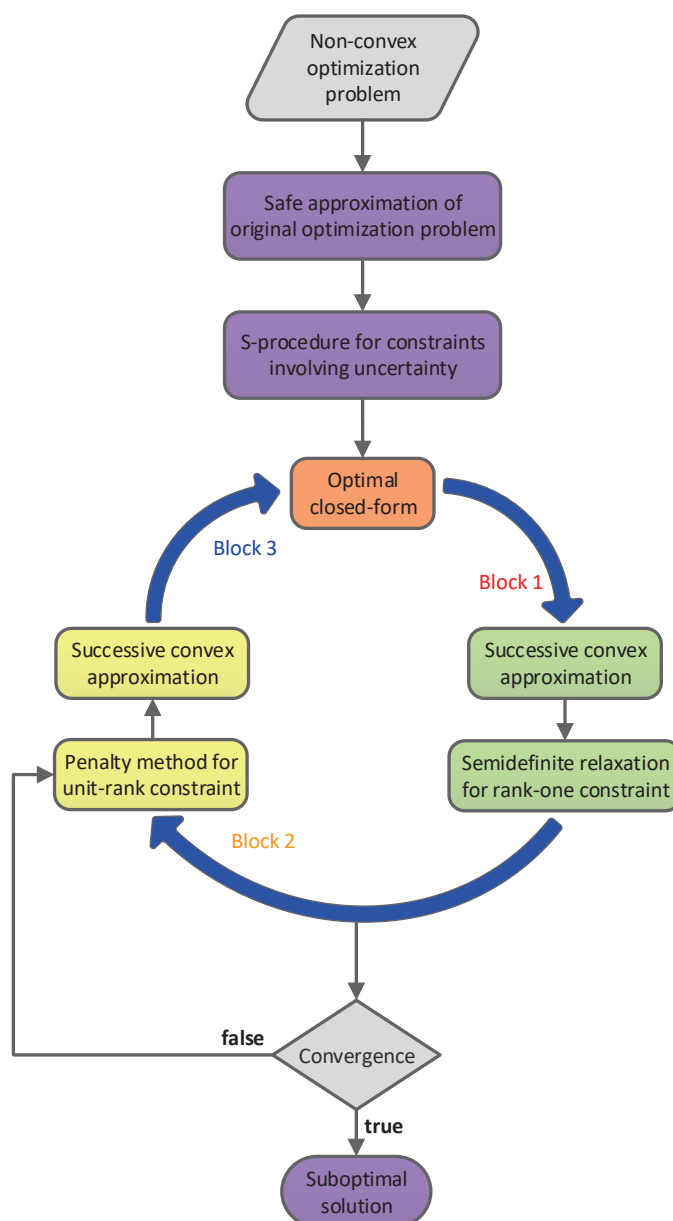 Non-convex
optimization
problem
Safe approximation of
original optimization problem
S-procedure for constraints
involving uncertainty
Optimal
closed-form
Block 3
Block 1
Successive convex
approximation
Successive convex
approximation
Penalty method for
unit-rank constraint
Semidefinite relaxation
for rank-one constraint
Block 2
false
Convergence
true
Suboptimal
solution